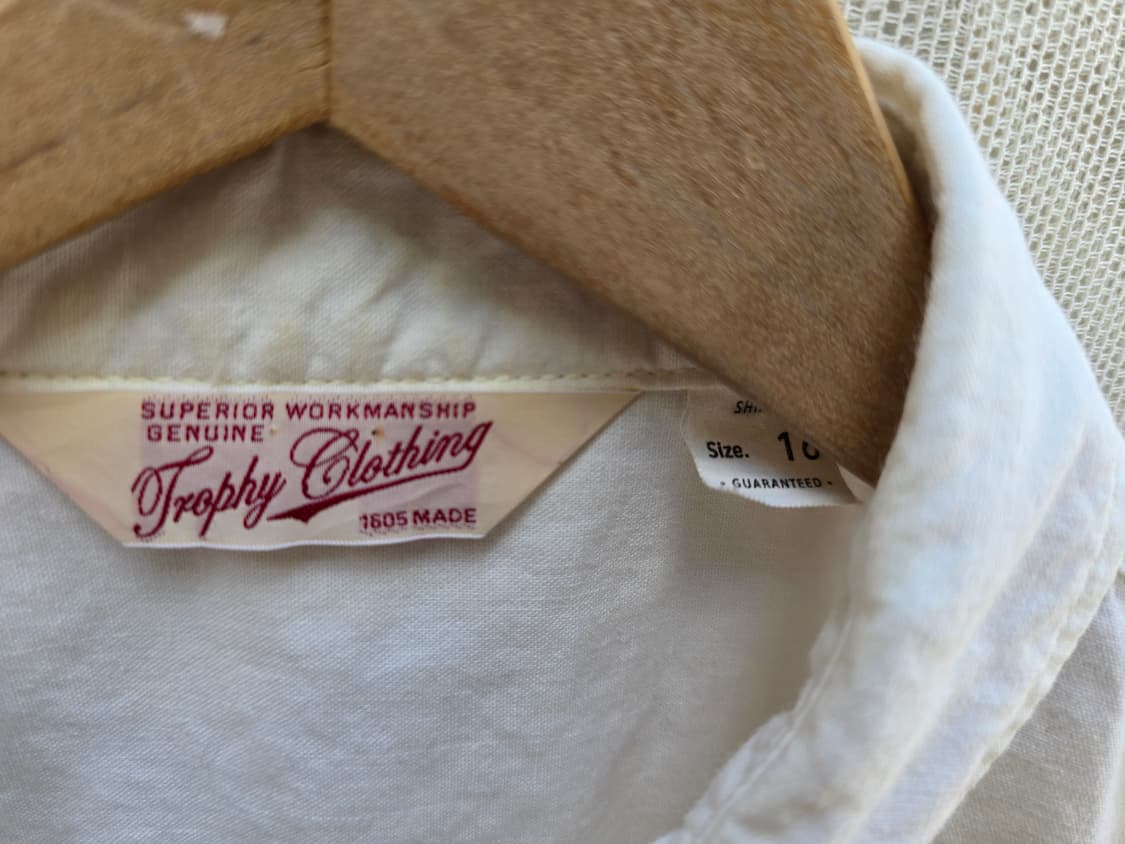 SUPERIOR WORKMANSHIP
GENUINE
Trophy Clothing
1605 MADE
Size.
- GUARANTEED -